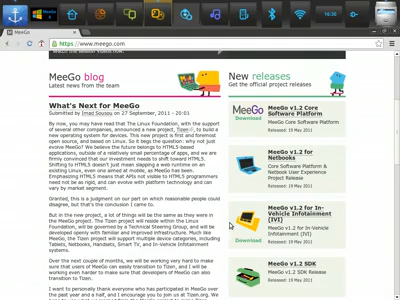 16:30
MeeGo
https://www.meego.com
MeeGo blog
Latest news from the team
What's Next for MeeGo
Submitted by Imad Sousou on 27 September, 2011 - 20:01
By now, you may have read that The Linux Foundation, with the
support of several other companies, announced a new project, Tizen, to build a
new operating system for devices. This new project is first and foremost
open source, and based on Linux. So it begs the question: why not just
evolve MeeGo? We believe the future belongs to HTML5-based
applications, outside of a relatively small percentage of apps, and we are
firmly convinced that our investment needs to shift toward HTML5.
Shifting to HTML5 doesn't just mean slapping a web runtime on an
existing Linux, even one aimed at mobile, as MeeGo has been.
Emphasizing HTML5 means that APIs not visible to HTML5 programmers
need not be as rigid, and can evolve with platform technology and can
vary by market segment.
Granted, this is a judgment on our part on which reasonable people could
disagree, but that's the conclusion I came to.
But in the new project, a lot of things will be the same as they were in
the MeeGo project. The Tizen project will reside within the Linux
Foundation, will be governed by a Technical Steering Group, and will be
developed openly with familiar and improved infrastructure. Much like
MeeGo, the Tizen project will support multiple device categories, including
Tablets, Netbooks, Handsets, Smart TV, and In-Vehicle Infotainment
systems.
Over the next couple of months, we will be working very hard to make
sure that users of MeeGo can easily transition to Tizen, and I will be
working even harder to make sure that developers of MeeGo can also
transition to Tizen.
I want to personally thank everyone who has participated in MeeGo over
the past year and a half, and I encourage you to join us at Tizen.org. We
New releases
Get the official project releases
MeeGo
Download
MeeGo v1.2 Core
Software Platform
MeeGo Core Software Platform
Released: 19 May 2011
MeeGo v1.2 for
Netbooks
Core Software Platform &
Netbook User Experience
Project Release
Released: 19 May 2011
Download
MeeGo v1.2 for In-
Vehicle Infotainment
(IVI)
MeeGo v1.2 for In-Vehicle
Infotainment (IVI)
Released: 19 May 2011
MeeGo v1.2 SDK
MeeGo v1.2 SDK Release
Released: 19 May 2011